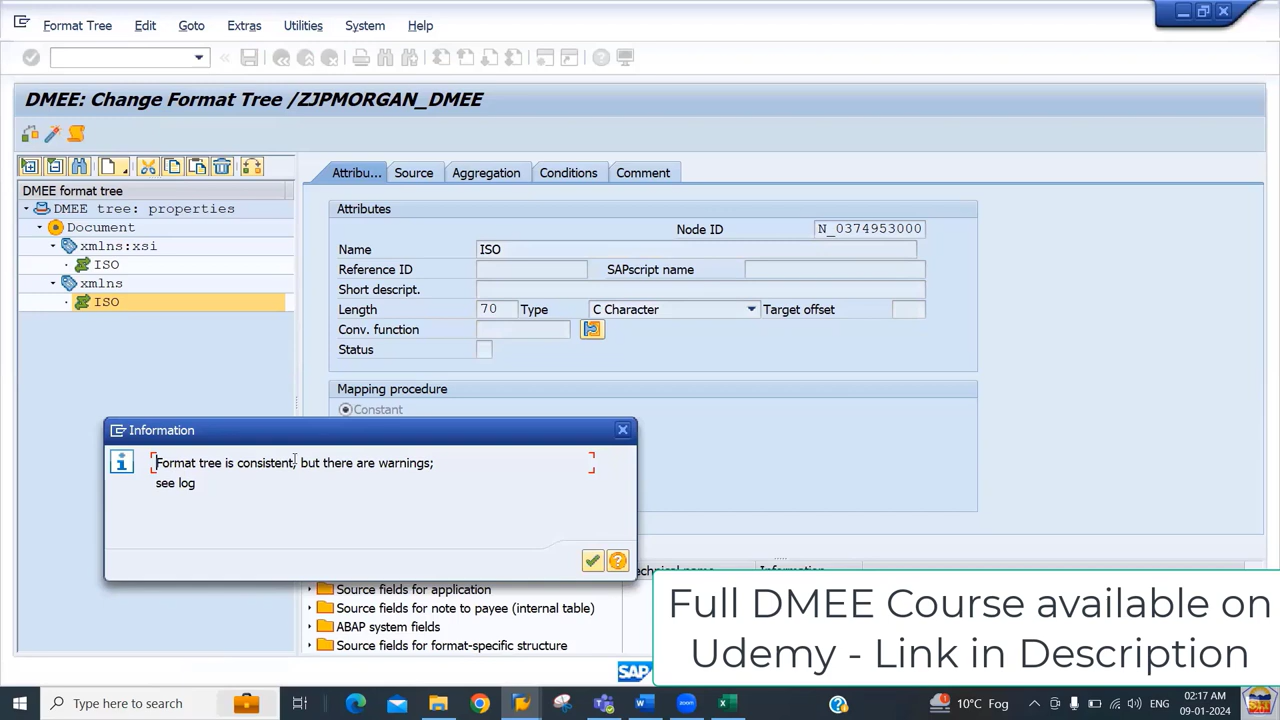 Format Tree Edit Goto Extras Utilities System Help
DMEE: Change Format Tree /ZJPMORGAN_DMEE
DMEE format tree
DMEE tree: properties
Document
xmlns:xsi
ISO
xmlns
ISO
Attribu... Source Aggregation Conditions Comment
Attributes
Node ID N_0374953000
Name ISO
Reference ID SAPscript name
Short descript.
Length 70 Type C Character Target offset
Conv. function
Status
Mapping procedure
Constant
Information
Format tree is consistent, but there are warnings;
see log
Source fields for application
Source fields for note to payee (internal table)
ABAP system fields
Source fields for format-specific structure
Full DMEE Course available on
Udemy - Link in Description
SAP
Type here to search
10°C Fog
ENG
02:17 AM
09-01-2024